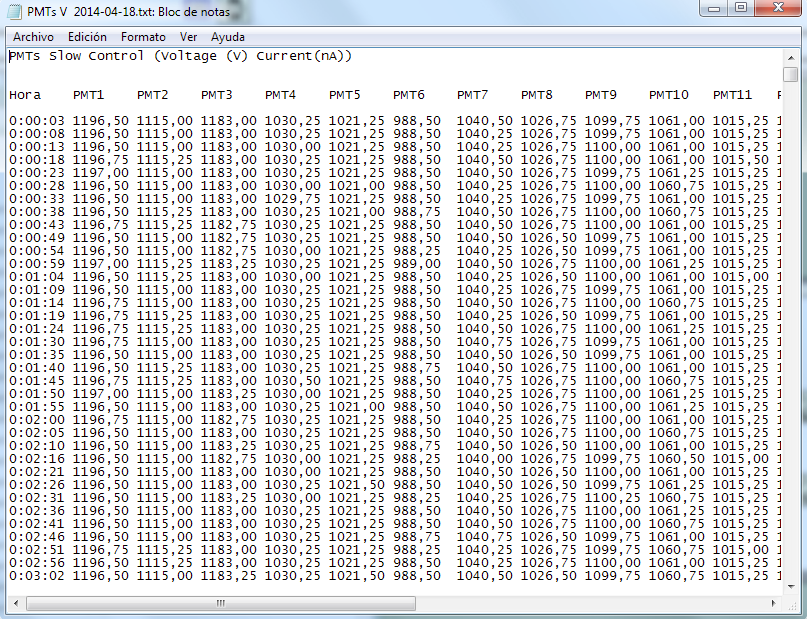 PMTs V 2014-04-18.txt: Bloc de notas
Archivo Edición Formato Ver Ayuda
PMTs Slow Control (Voltage (V) Current(nA))
Hora PMT1 PMT2 PMT3 PMT4 PMT5 PMT6 PMT7 PMT8 PMT9 PMT10 PMT11
0:00:03 1196,50 1115,00 1183,00 1030,25 1021,25 988,50 1040,50 1026,75 1099,75 1061,00 1015,25 1
0:00:08 1196,50 1115,00 1183,00 1030,25 1021,25 988,50 1040,25 1026,75 1099,75 1061,00 1015,25 1
0:00:13 1196,50 1115,00 1183,00 1030,00 1021,25 988,50 1040,25 1026,75 1100,00 1061,00 1015,25 1
0:00:18 1196,75 1115,25 1183,00 1030,25 1021,25 988,50 1040,50 1026,75 1100,00 1061,00 1015,50 1
0:00:23 1197,00 1115,00 1183,00 1030,25 1021,25 988,50 1040,50 1026,75 1099,75 1061,25 1015,25 1
0:00:28 1196,50 1115,00 1183,00 1030,00 1021,00 988,50 1040,25 1026,75 1100,00 1060,75 1015,25 1
0:00:33 1196,50 1115,00 1183,00 1029,75 1021,25 988,50 1040,25 1026,75 1099,75 1061,00 1015,25 1
0:00:38 1196,50 1115,25 1183,00 1030,25 1021,00 988,75 1040,50 1026,75 1100,00 1060,75 1015,25 1
0:00:43 1196,75 1115,25 1182,75 1030,25 1021,25 988,50 1040,50 1026,75 1099,75 1061,00 1015,25 1
0:00:49 1196,50 1115,00 1182,75 1030,25 1021,25 988,50 1040,50 1026,50 1099,75 1061,00 1015,25 1
0:00:54 1196,50 1115,00 1182,75 1030,00 1021,25 988,25 1040,25 1026,50 1099,75 1061,00 1015,25 1
0:00:59 1197,00 1115,25 1183,25 1030,25 1021,25 989,00 1040,50 1026,75 1100,00 1061,25 1015,25 1
0:01:04 1196,50 1115,25 1183,00 1030,00 1021,25 988,50 1040,25 1026,50 1100,00 1061,00 1015,00 1
0:01:09 1196,50 1115,00 1183,00 1030,25 1021,25 988,50 1040,25 1026,75 1099,75 1061,00 1015,25 1
0:01:14 1196,75 1115,25 1183,00 1030,25 1021,25 988,50 1040,50 1026,75 1100,00 1060,75 1015,25 1
0:01:19 1196,75 1115,25 1183,00 1030,25 1021,25 988,50 1040,25 1026,75 1099,75 1061,00 1015,25 1
0:01:24 1196,50 1115,25 1183,00 1030,25 1021,25 988,50 1040,50 1026,75 1100,00 1061,25 1015,25 1
0:01:30 1196,75 1115,00 1183,00 1030,25 1021,25 988,50 1040,75 1026,50 1099,75 1061,00 1015,25 1
0:01:35 1196,50 1115,00 1183,00 1030,00 1021,25 988,50 1040,50 1026,50 1099,75 1061,00 1015,25 1
0:01:40 1196,50 1115,25 1183,00 1030,25 1021,25 988,75 1040,50 1026,75 1100,00 1061,00 1015,25 1
0:01:45 1196,75 1115,25 1183,00 1030,50 1021,25 988,50 1040,75 1026,75 1100,00 1060,75 1015,25 1
0:01:50 1197,00 1115,00 1183,25 1030,00 1021,25 988,50 1040,25 1026,75 1100,00 1061,25 1015,25 1
0:01:55 1196,50 1115,00 1183,00 1030,25 1021,00 988,50 1040,50 1026,75 1100,00 1061,25 1015,25 1
0:02:00 1196,75 1115,00 1182,75 1030,25 1021,25 988,50 1040,25 1026,75 1100,00 1061,00 1015,25 1
0:02:05 1196,50 1115,00 1183,00 1030,25 1021,25 988,50 1040,50 1026,75 1100,00 1060,75 1015,25 1
0:02:10 1196,50 1115,00 1183,25 1030,25 1021,25 988,75 1040,50 1026,50 1100,00 1061,00 1015,25 1
0:02:16 1196,50 1115,00 1182,75 1030,00 1021,25 988,25 1040,00 1026,75 1099,75 1060,50 1015,00 1
0:02:21 1196,50 1115,00 1183,00 1030,00 1021,25 988,50 1040,50 1026,50 1100,00 1061,00 1015,25 1
0:02:26 1196,50 1115,00 1183,00 1030,25 1021,50 988,50 1040,50 1026,50 1099,75 1061,25 1015,25 1
0:02:31 1196,50 1115,00 1183,25 1030,00 1021,25 988,25 1040,25 1026,75 1100,25 1060,75 1015,25 1
0:02:36 1196,50 1115,00 1183,00 1030,25 1021,25 988,50 1040,50 1026,75 1100,00 1061,25 1015,25 1
0:02:41 1196,50 1115,00 1183,00 1030,25 1021,25 988,50 1040,50 1026,75 1100,00 1060,75 1015,25 1
0:02:46 1196,50 1115,00 1183,00 1030,25 1021,25 988,75 1040,75 1026,50 1099,75 1061,00 1015,25 1
0:02:51 1196,75 1115,25 1183,00 1030,25 1021,25 988,25 1040,25 1026,75 1099,75 1060,75 1015,00 1
0:02:56 1196,50 1115,00 1183,00 1030,25 1021,25 988,50 1040,25 1026,50 1100,00 1061,00 1015,25 1
0:03:02 1196,50 1115,00 1183,25 1030,25 1021,50 988,50 1040,50 1026,50 1099,75 1060,75 1015,25 1